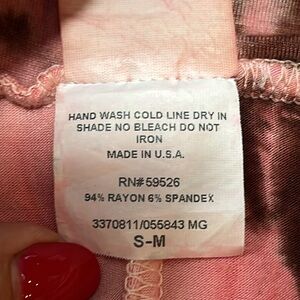 HAND WASH COLD LINE DRY IN
SHADE NO BLEACH DO NOT
IRON
MADE IN U.S.A.
RN#59526
94% RAYON 6% SPANDEX
3370811/055843 MG
S-M